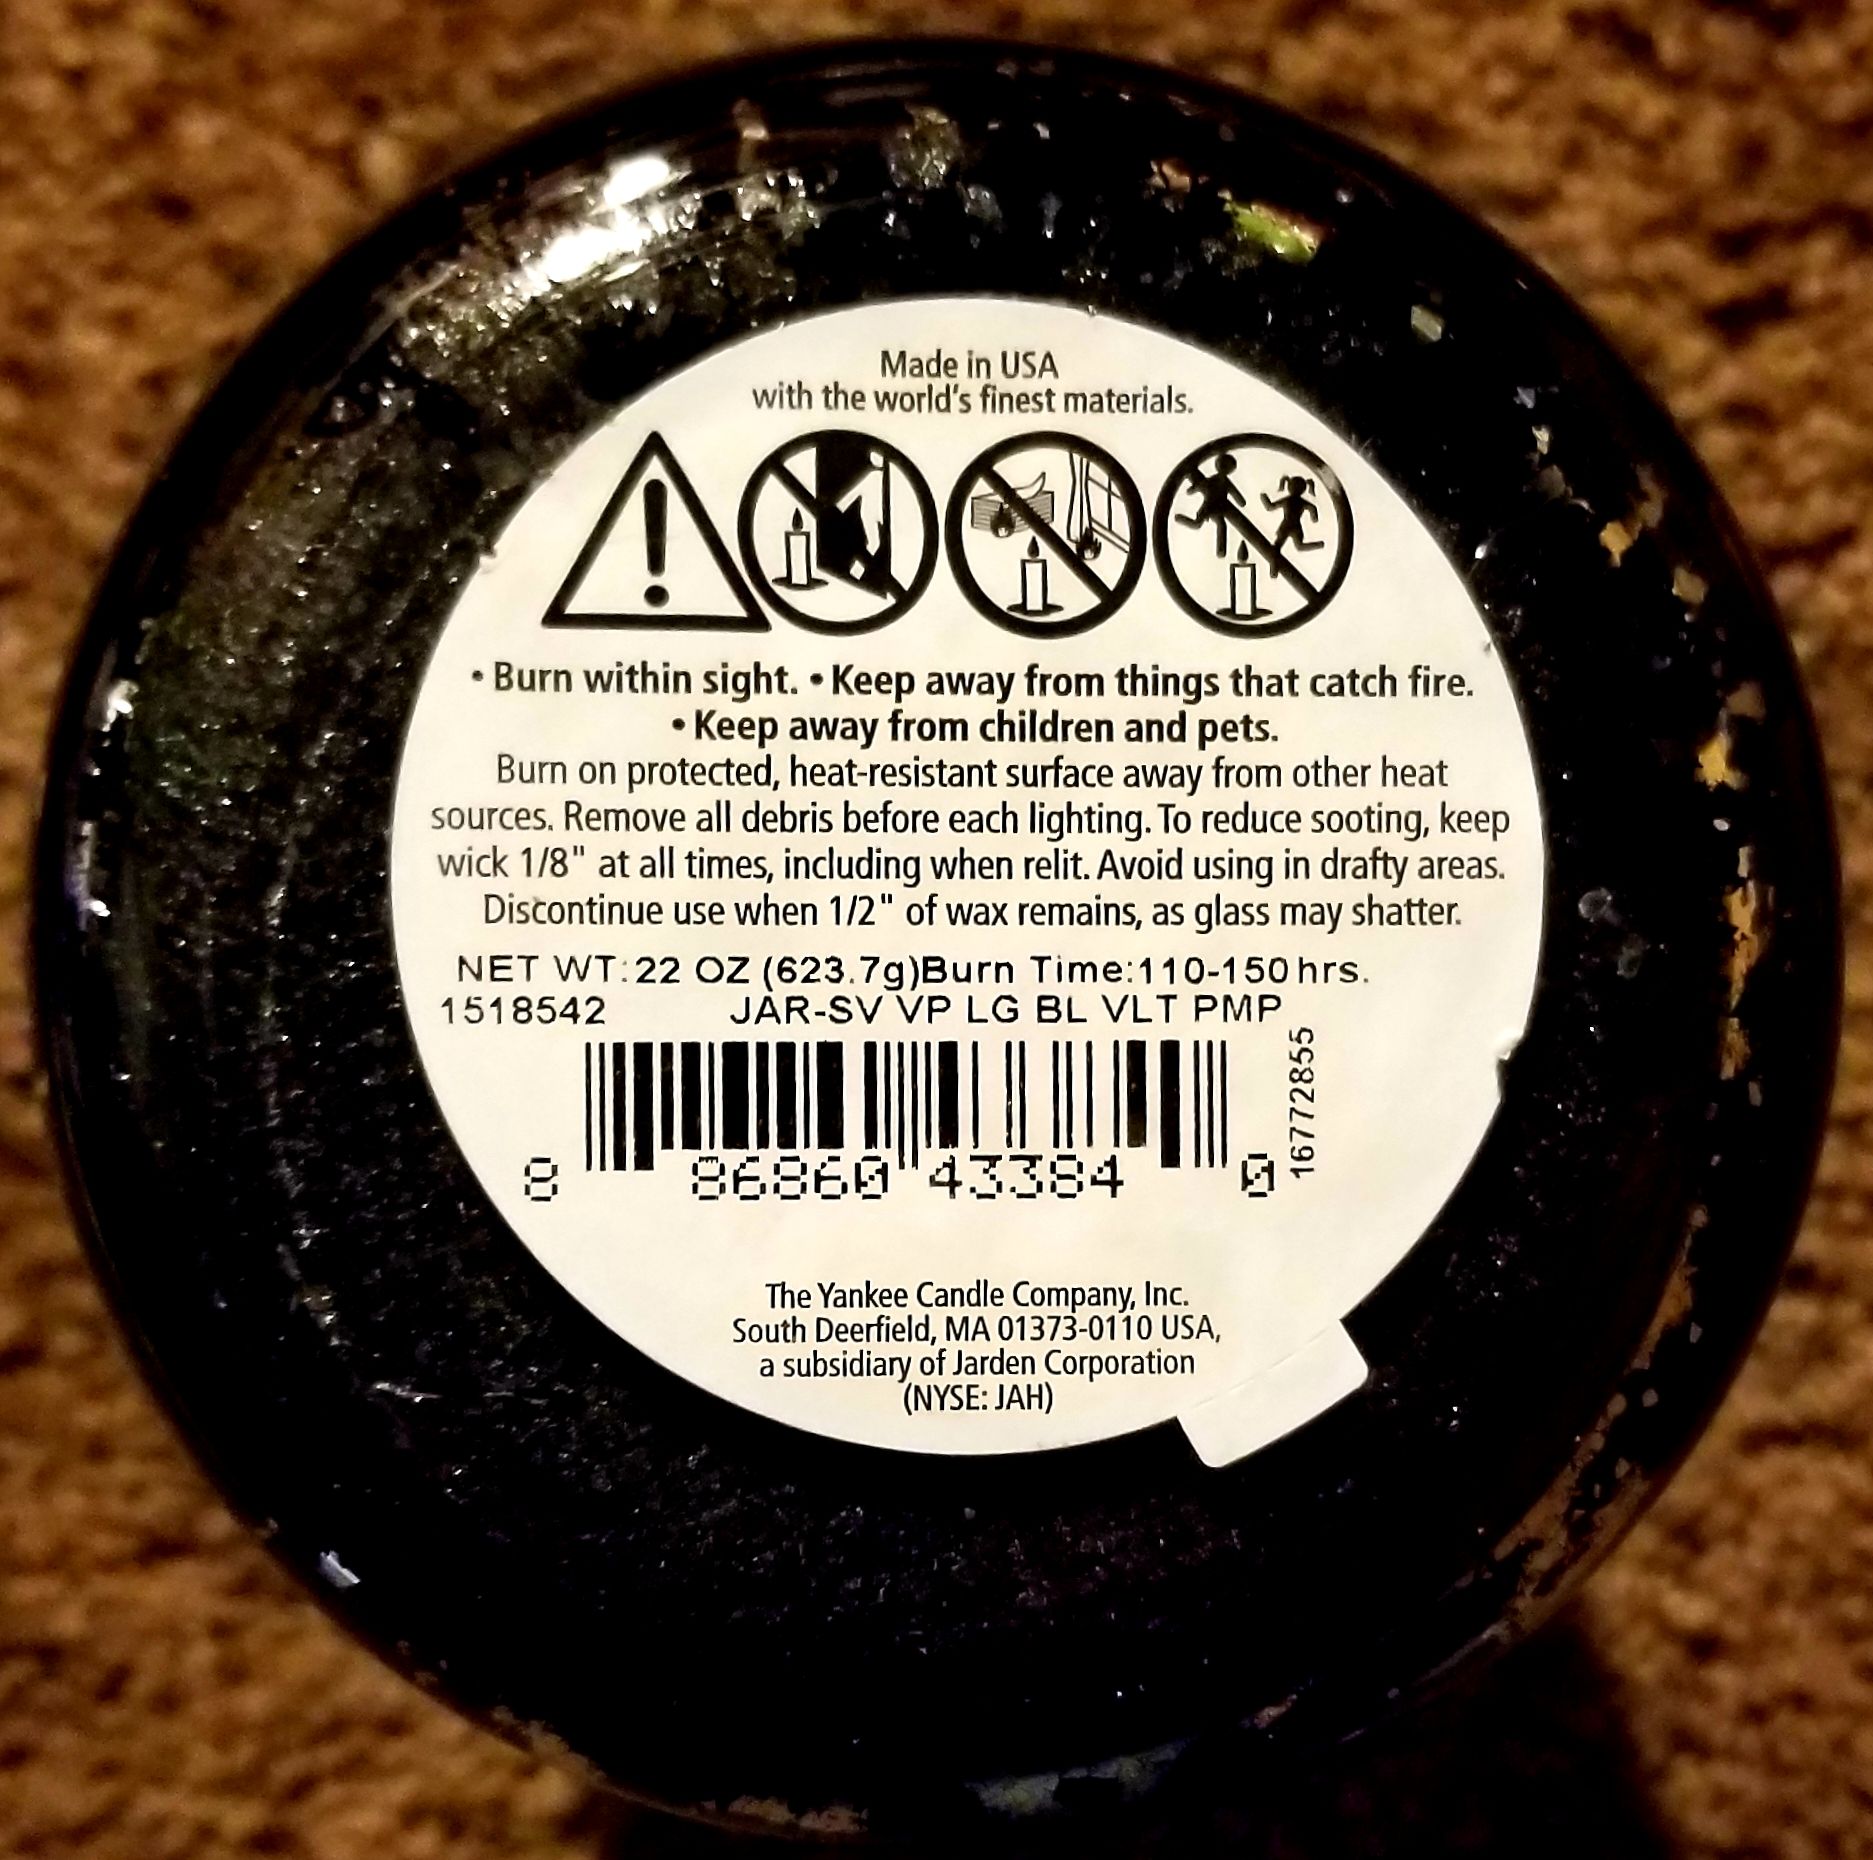 Made in USA
with the world's finest materials.
• Burn within sight. • Keep away from things that catch fire.
• Keep away from children and pets.
Burn on protected, heat-resistant surface away from other heat
sources. Remove all debris before each lighting. To reduce sooting, keep
wick 1/8" at all times, including when relit. Avoid using in drafty areas.
Discontinue use when 1/2" of wax remains, as glass may shatter.
NET WT:22 OZ (623.7g)Burn Time:110-150hrs.
1518542 JAR-SV VP LG BL VLT PMP
16772855
8 86860 43384 0
The Yankee Candle Company, Inc.
South Deerfield, MA 01373-0110 USA,
a subsidiary of Jarden Corporation
(NYSE: JAH)